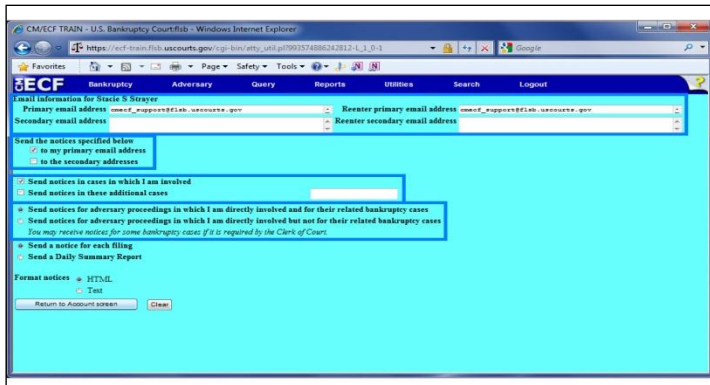 CM/ECF TRAIN - U.S. Bankruptcy Court:flsb - Windows Internet Explorer
https://ecf-train.flsb.uscourts.gov/cgi-bin/atty_util.pl?993574886242812-L_1_0-1
Google
Favorites Page Safety Tools
ECF Bankruptcy Adversary Query Reports Utilities Search Logout ?
Email information for Stacie S Strayer
Primary email address cmecf_support@flsb.uscourts.gov Reenter primary email address cmecf_support@flsb.uscourts.gov
Secondary email address Reenter secondary email address
Send the notices specified below
to my primary email address
to the secondary addresses
Send notices in cases in which I am involved
Send notices in these additional cases
Send notices for adversary proceedings in which I am directly involved and for their related bankruptcy cases
Send notices for adversary proceedings in which I am directly involved but not for their related bankruptcy cases
You may receive notices for some bankruptcy cases if it is required by the Clerk of Court.
Send a notice for each filing
Send a Daily Summary Report
Format notices HTML
Text
Return to Account screen Clear